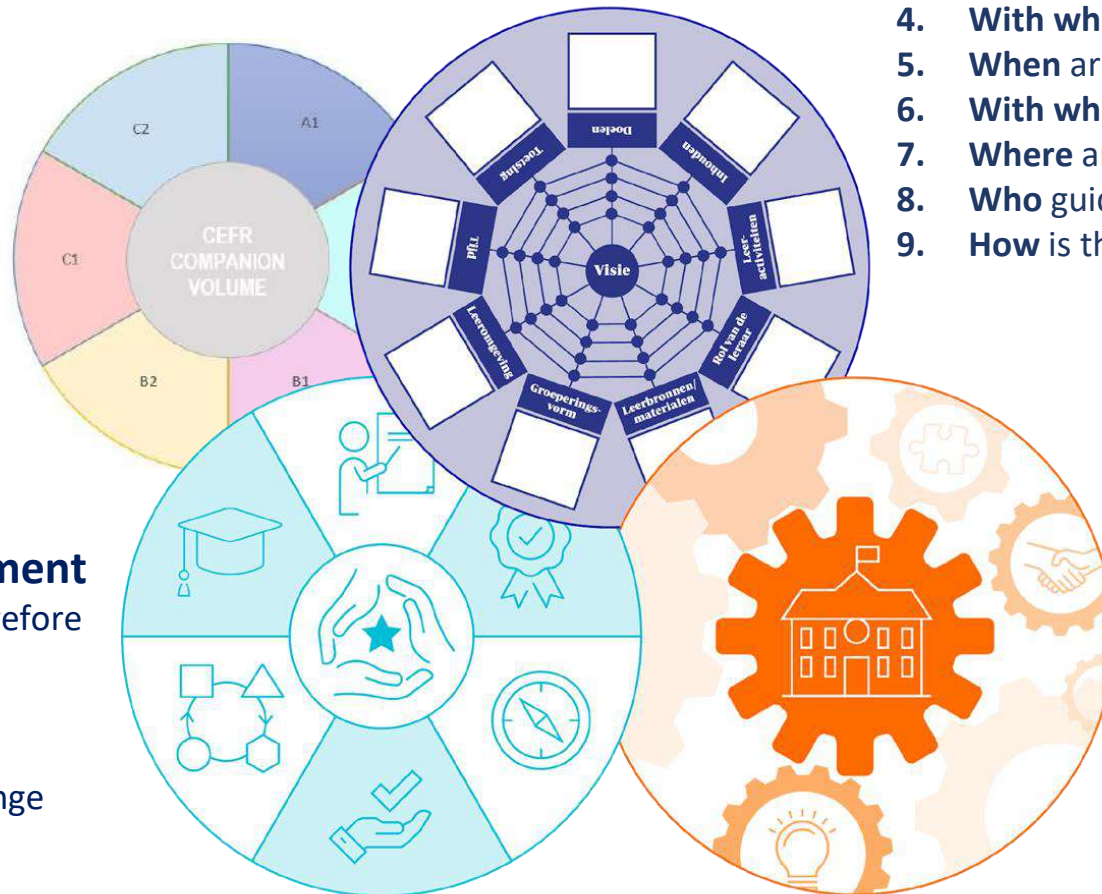 4. With wh
5. When ar
6. With wh
7. Where a
8. Who guid
9. How is th
C2
A1
C1
CEFR
COMPANION
VOLUME
B2
B1
Doelen
Inhouden
Leer-
activiteiten
Rol van de
leraar
Leerbronnen/
materialen
Groeperings-
vorm
Leeromgeving
Tijd
Toetsing
Visie
ment
efore
nge